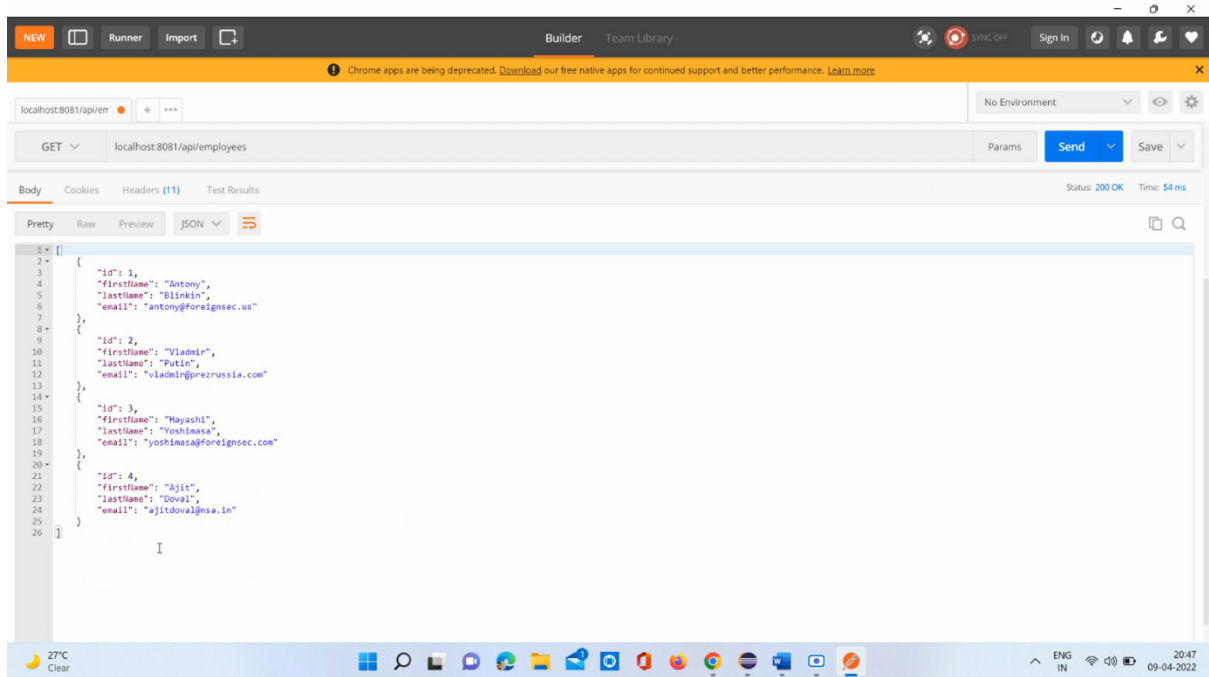 NEW Runner Import Builder Team Library SYNC OFF Sign In
Chrome apps are being deprecated. Download our free native apps for continued support and better performance. Learn more
localhost:8081/api/em + ••• No Environment
GET localhost:8081/api/employees Params Send Save
Body Cookies Headers (11) Test Results Status: 200 OK Time: 54 ms
Pretty Raw Preview JSON
1 [
2 {
3 "id": 1,
4 "firstName": "Antony",
5 "lastName": "Blinkin",
6 "email": "antony@foreignsec.us"
7 },
8 {
9 "id": 2,
10 "firstName": "Vladmir",
11 "lastName": "Putin",
12 "email": "vladmir@prezrussia.com"
13 },
14 {
15 "id": 3,
16 "firstName": "Hayashi",
17 "lastName": "Yoshimasa",
18 "email": "yoshimasa@foreignsec.com"
19 },
20 {
21 "id": 4,
22 "firstName": "Ajit",
23 "lastName": "Doval",
24 "email": "ajitdoval@nsa.in"
25 }
26 ]
27°C
Clear
ENG
IN
20:47
09-04-2022